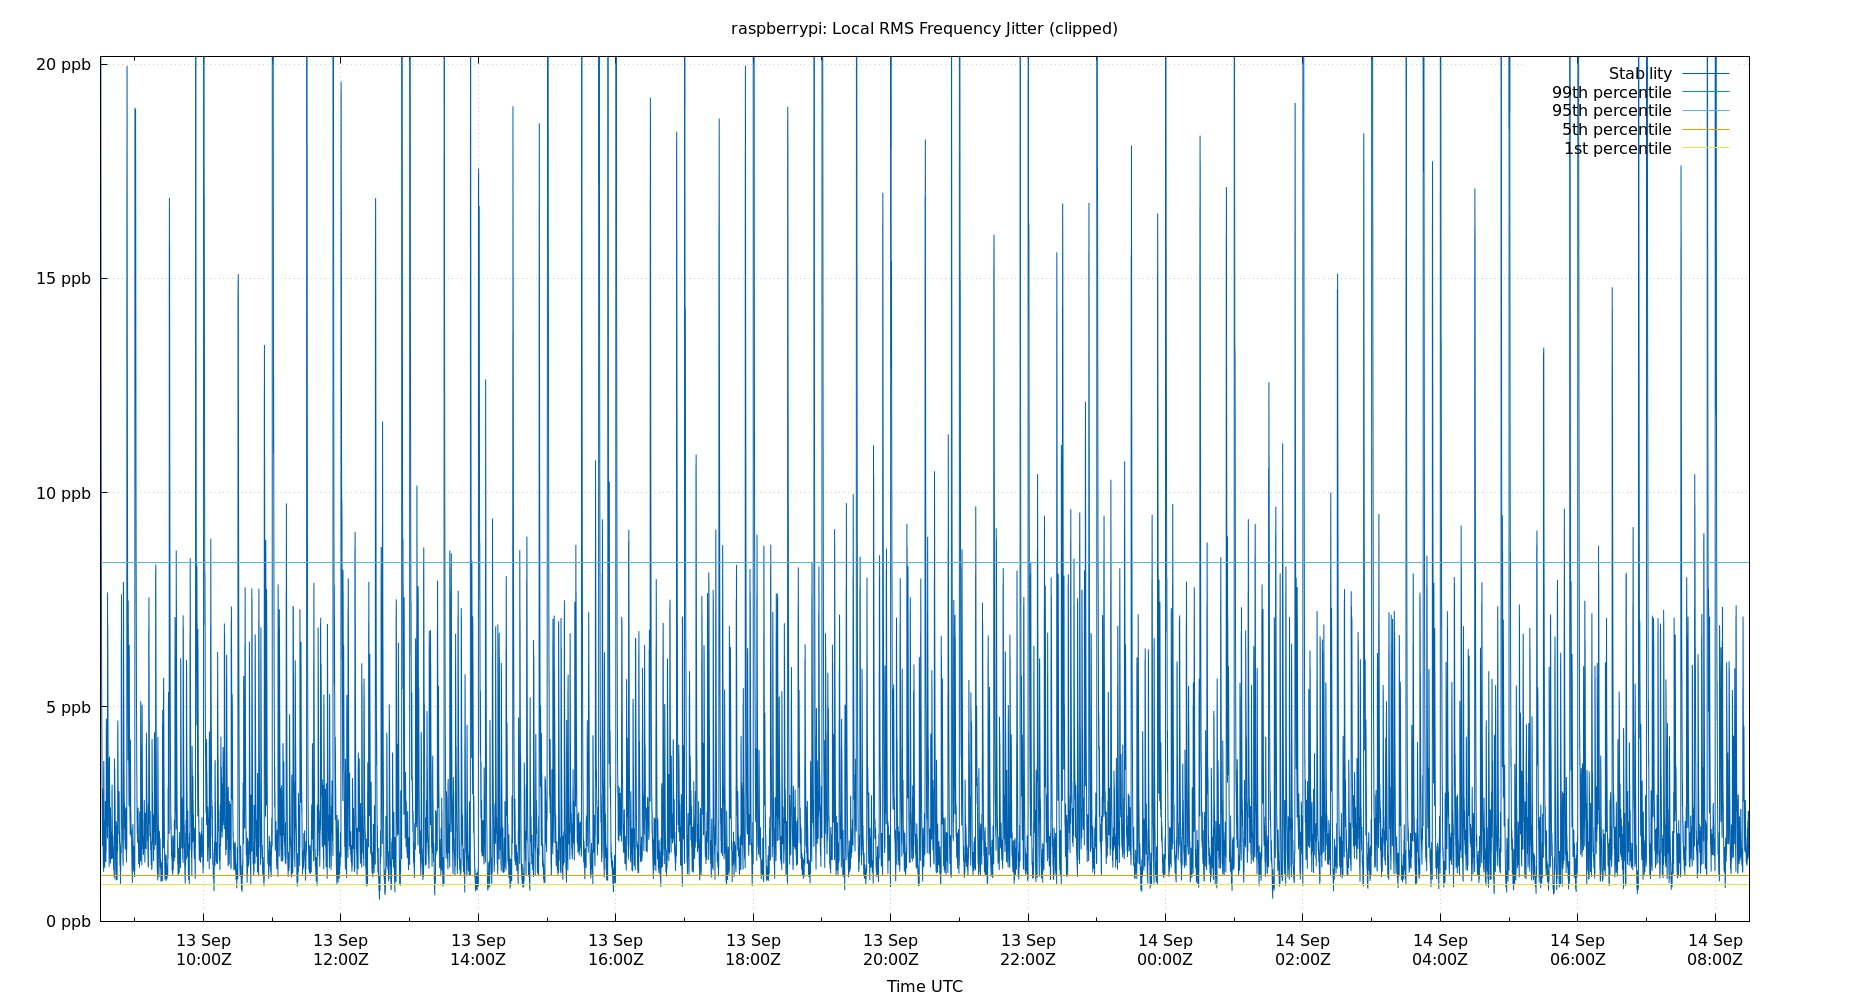 raspberrypi: Local RMS Frequency Jitter (clipped)
20 ppb
15 ppb
10 ppb
5 ppb
0 ppb
Stability
99th percentile
95th percentile
5th percentile
1st percentile
13 Sep 13 Sep 13 Sep 13 Sep 13 Sep 13 Sep 13 Sep 14 Sep 14 Sep 14 Sep 14 Sep 14 Sep
10:00Z 12:00Z 14:00Z 16:00Z 18:00Z 20:00Z 22:00Z 00:00Z 02:00Z 04:00Z 06:00Z 08:00Z
Time UTC